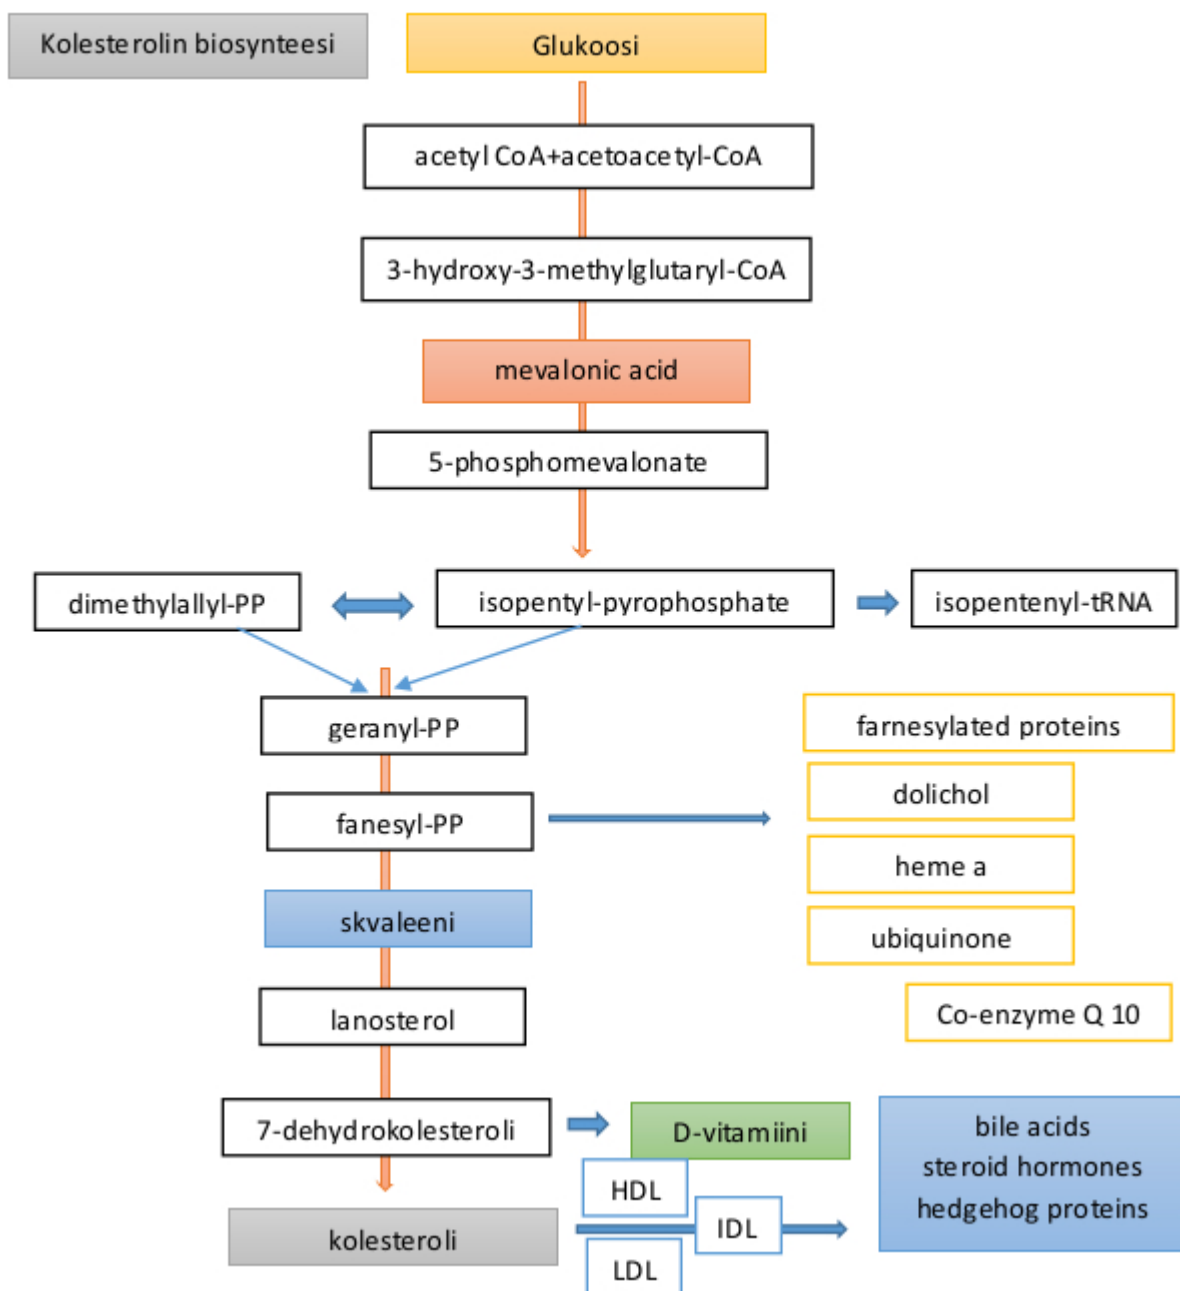 Kolesterolin biosynteesi
Glukoosi
acetyl CoA+acetoacetyl-CoA
3-hydroxy-3-methylglutaryl-CoA
mevalonic acid
5-phosphomevalonate
dimethylallyl-PP
isopentyl-pyrophosphate
isopentenyl-tRNA
geranyl-PP
farnesylated proteins
fanesyl-PP
dolichol
heme a
skvaleeni
ubiquinone
lanosterol
Co-enzyme Q 10
7-dehydrokolesteroli
D-vitamiini
bile acids
steroid hormones
hedgehog proteins
HDL
IDL
kolesteroli
LDL